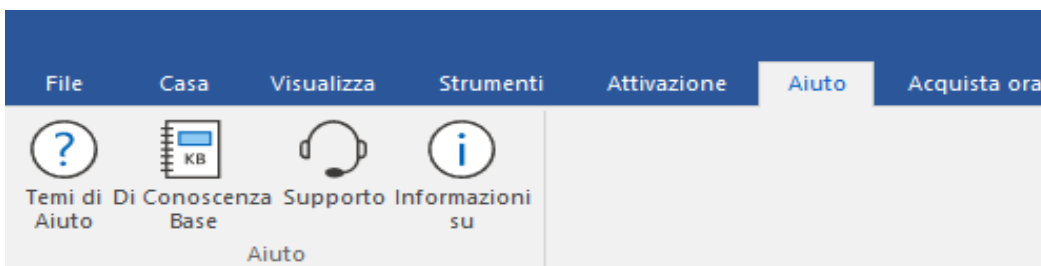 File Casa Visualizza Strumenti Attivazione Aiuto Acquista ora
?
KB
i
Temi di Di Conoscenza Supporto Informazioni
Aiuto Base su
Aiuto